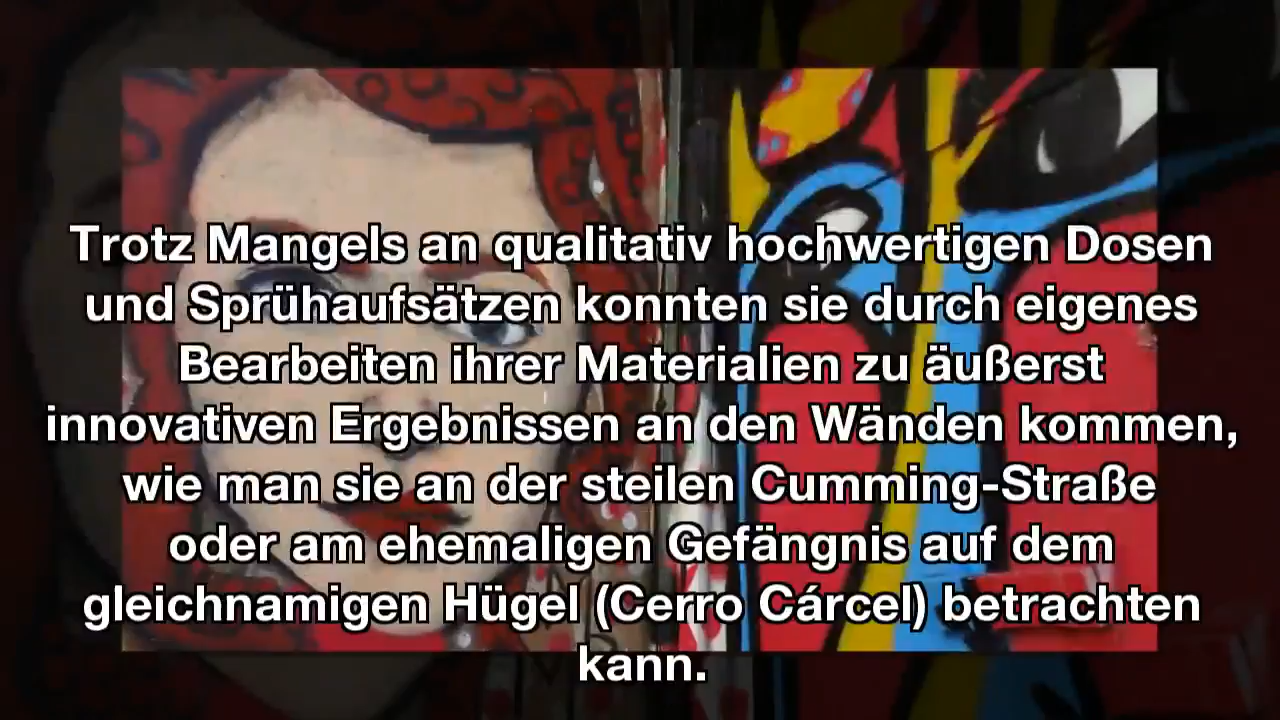 Trotz Mangels an qualitativ hochwertigen Dosen
und Sprühaufsätzen konnten sie durch eigenes
Bearbeiten ihrer Materialien zu äußerst
innovativen Ergebnissen an den Wänden kommen,
wie man sie an der steilen Cumming-Straße
oder am ehemaligen Gefängnis auf dem
gleichnamigen Hügel (Cerro Cárcel) betrachten
kann.